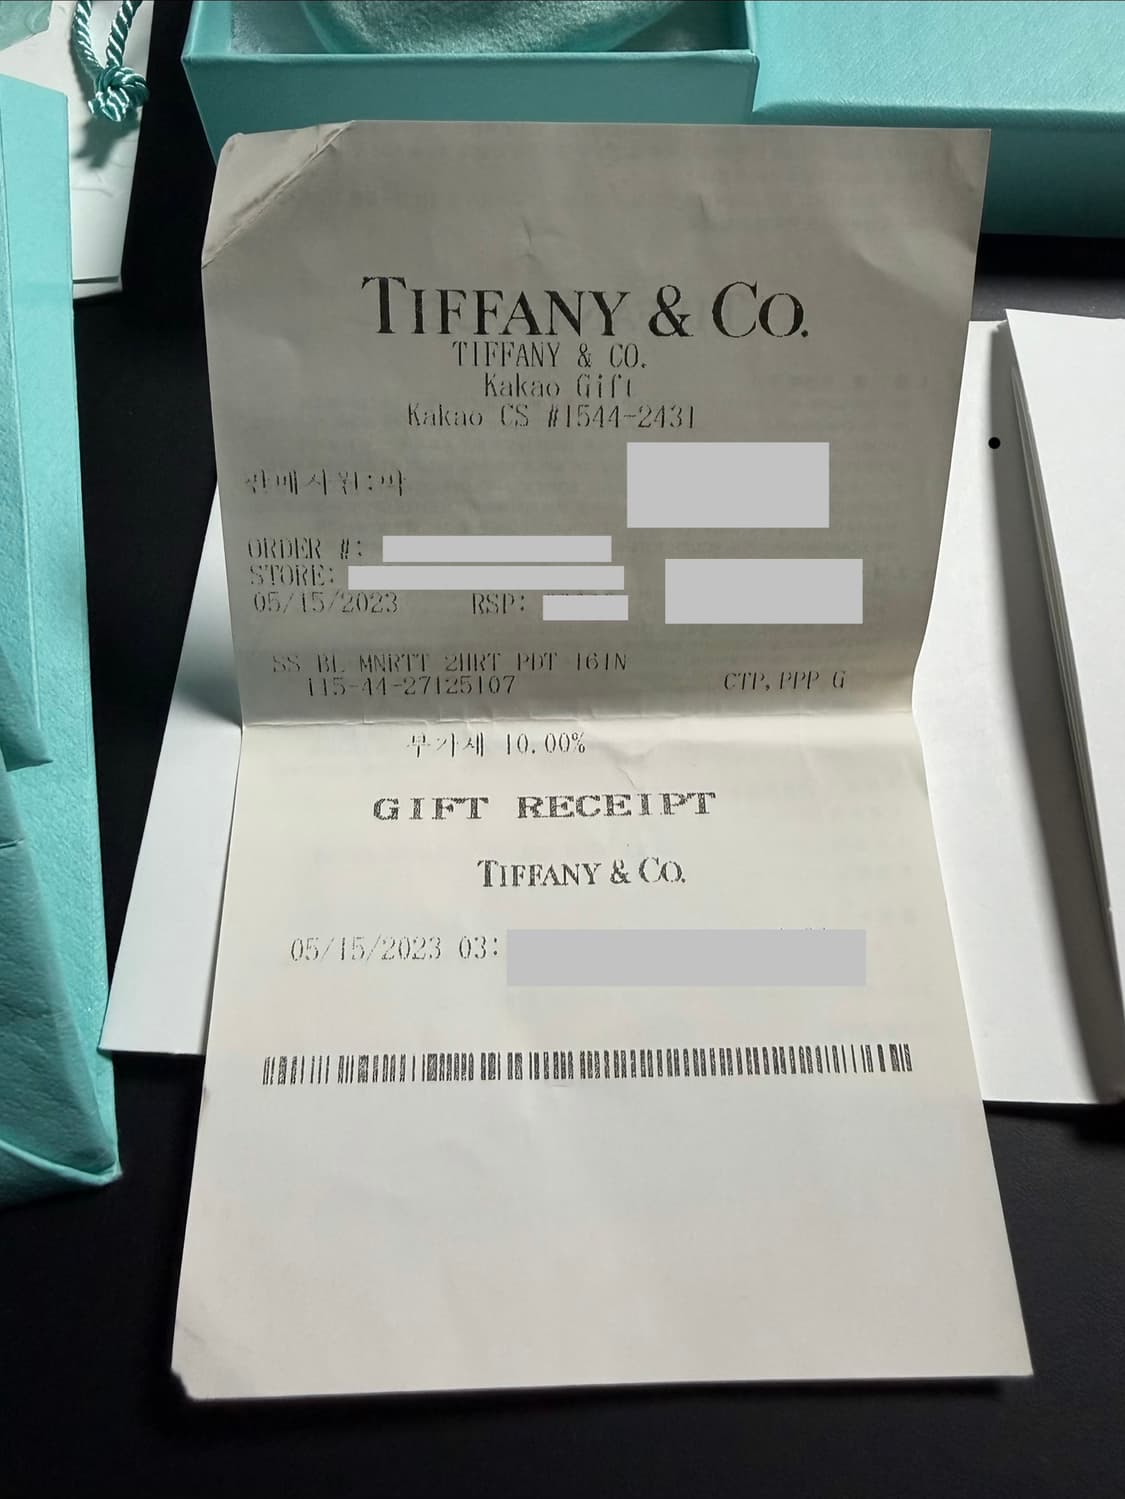 TIFFANY & CO.
TIFFANY & CO.
Kakao Gift
Kakao CS #1544-2431
판매사원:박
ORDER #:
STORE:
05/15/2023 RSP:
SS BL MNRTT 2HRT PDT 16IN
115-44-27125107 CTP, PPP G
부가세 10.00%
GIFT RECEIPT
TIFFANY & CO.
05/15/2023 03: